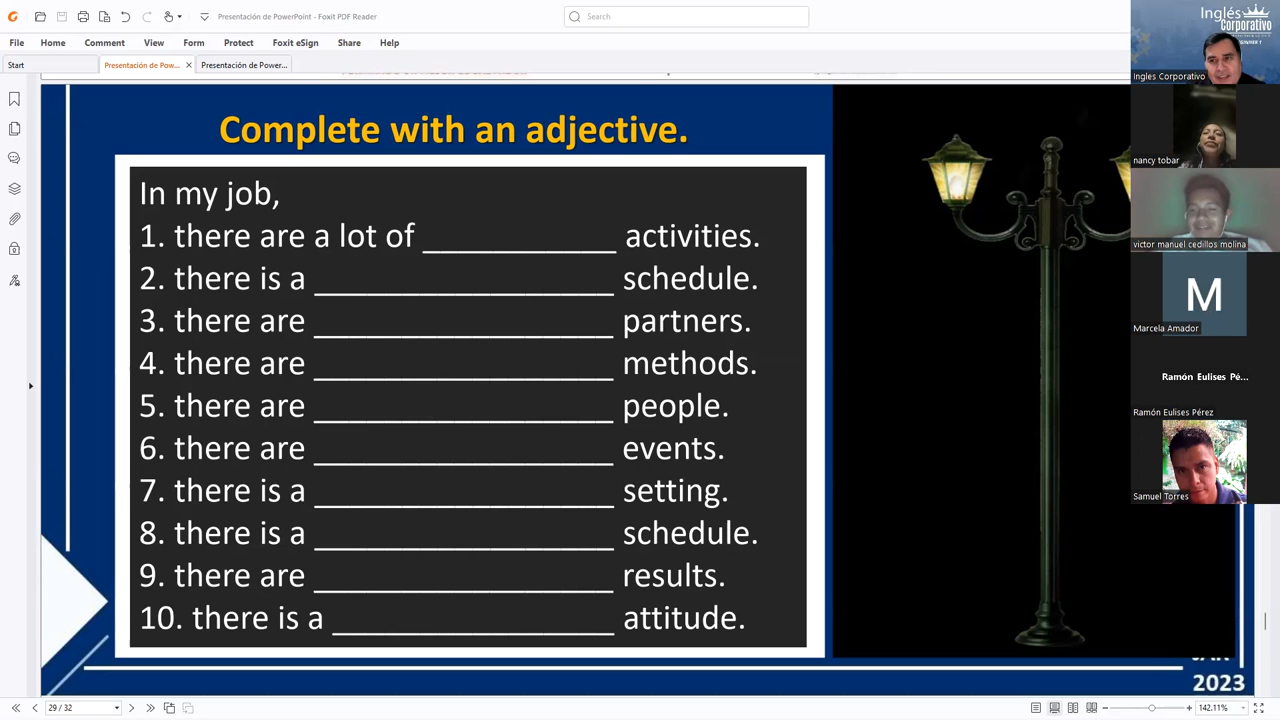 Presentación de PowerPoint - Foxit PDF Reader
Search
File Home Comment View Form Protect Foxit eSign Share Help
Start
Presentación de Pow...
Presentación de Power...
Complete with an adjective.
In my job,
1. there are a lot of ____________ activities.
2. there is a ___________________ schedule.
3. there are ___________________ partners.
4. there are ___________________ methods.
5. there are ___________________ people.
6. there are ___________________ events.
7. there is a ___________________ setting.
8. there is a ___________________ schedule.
9. there are ___________________ results.
10. there is a __________________ attitude.
2023
29 / 32
142.11%
Inglés
Corporativo
Ingles Corporativo
nancy tobar
victor manuel cedillos molina
M
Marcela Amador
Ramón Eulises Pé...
Ramón Eulises Pérez
Samuel Torres